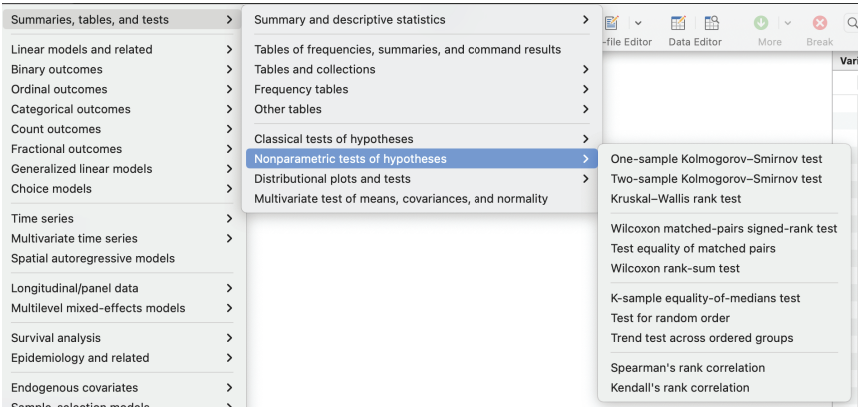 Summaries, tables, and tests
Linear models and related
Binary outcomes
Ordinal outcomes
Categorical outcomes
Count outcomes
Fractional outcomes
Generalized linear models
Choice models
Time series
Multivariate time series
Spatial autoregressive models
Longitudinal/panel data
Multilevel mixed-effects models
Survival analysis
Epidemiology and related
Endogenous covariates
Sample-selection models
Summary and descriptive statistics
Tables of frequencies, summaries, and command results
Tables and collections
Frequency tables
Other tables
Classical tests of hypotheses
Nonparametric tests of hypotheses
Distributional plots and tests
Multivariate test of means, covariances, and normality
One-sample Kolmogorov–Smirnov test
Two-sample Kolmogorov–Smirnov test
Kruskal–Wallis rank test
Wilcoxon matched-pairs signed-rank test
Test equality of matched pairs
Wilcoxon rank-sum test
K-sample equality-of-medians test
Test for random order
Trend test across ordered groups
Spearman's rank correlation
Kendall's rank correlation
-file Editor Data Editor More Break
Vari